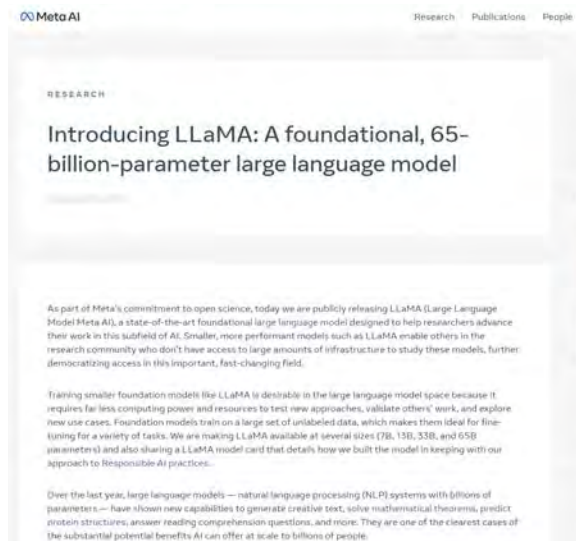 Meta AI
Research Publications People
RESEARCH
Introducing LLaMA: A foundational, 65-
billion-parameter large language model
As part of Meta's commitment to open science, today we are publicly releasing LLaMA (Large Language
Model Meta AI), a state-of-the-art foundational large language model designed to help researchers advance
their work in this subfield of AI. Smaller, more performant models such as LLaMA enable others in the
research community who don't have access to large amounts of infrastructure to study these models, further
democratizing access in this important, fast-changing field.
Training smaller foundation models like LLaMA is desirable in the large language model space because it
requires far less computing power and resources to test new approaches, validate others' work, and explore
new use cases. Foundation models train on a large set of unlabeled data, which makes them ideal for fine-
tuning for a variety of tasks. We are making LLaMA available at several sizes (7B, 13B, 33B, and 65B
parameters) and also sharing a LLaMA model card that details how we built the model in keeping with our
approach to Responsible AI practices.
Over the last year, large language models — natural language processing (NLP) systems with billions of
parameters — have shown new capabilities to generate creative text, solve mathematical theorems, predict
protein structures, answer reading comprehension questions, and more. They are one of the clearest cases of
the substantial potential benefits AI can offer at scale to billions of people.